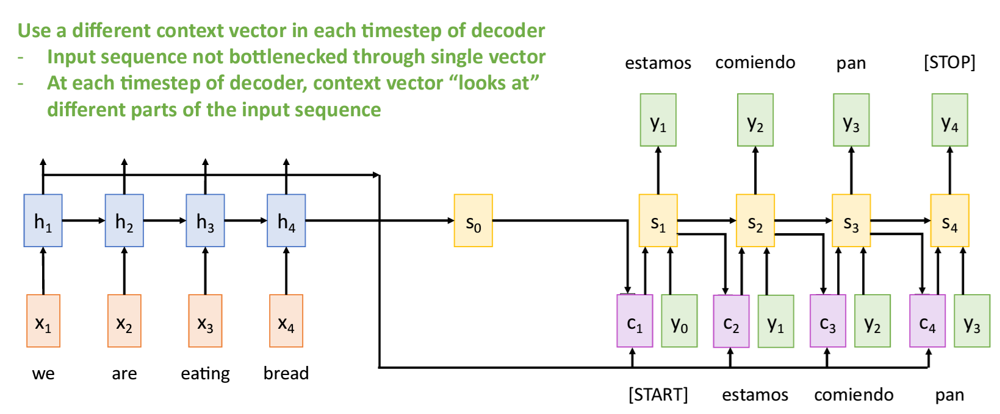 Use a different context vector in each timestep of decoder
- Input sequence not bottlenecked through single vector
- At each timestep of decoder, context vector “looks at”
different parts of the input sequence
estamos comiendo pan [STOP]
y₁ y₂ y₃ y₄
h₁ h₂ h₃ h₄ s₀ s₁ s₂ s₃ s₄
x₁ x₂ x₃ x₄ c₁ y₀ c₂ y₁ c₃ y₂ c₄ y₃
we are eating bread
[START] estamos comiendo pan